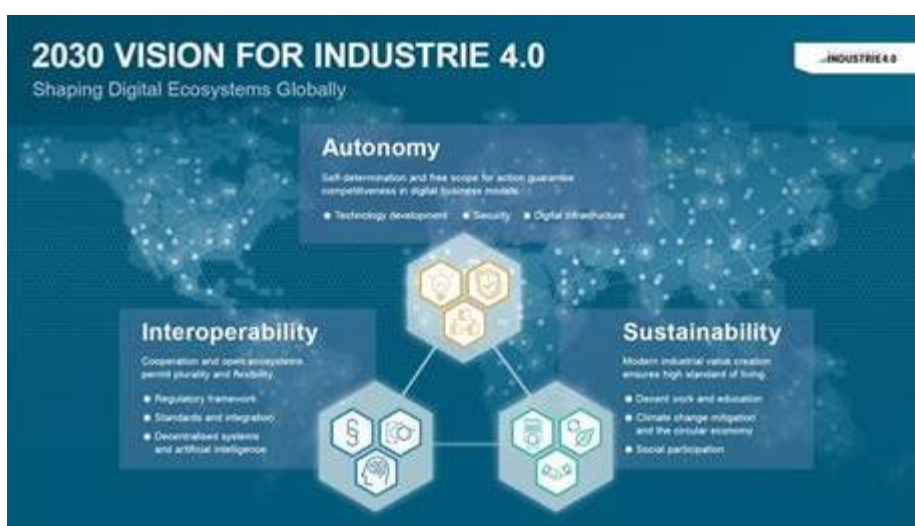 2030 VISION FOR INDUSTRIE 4.0
Shaping Digital Ecosystems Globally
INDUSTRIE4.0
Autonomy
Self-determination and free scope for action guarantee
competitiveness in digital business models
Technology development
Security
Digital infrastructure
Interoperability
Cooperation and open ecosystems
permit plurality and flexibility
Regulatory framework
Standards and integration
Decentralised systems
and artificial intelligence
§
Sustainability
Modern industrial value creation
ensures high standard of living
Decent work and education
Climate change mitigation
and the circular economy
Social participation